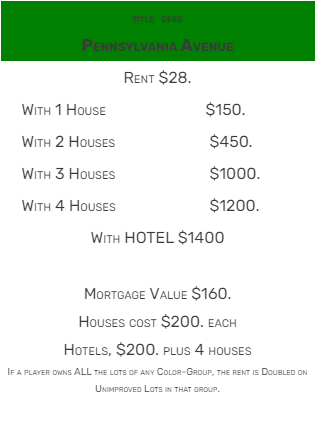 Title Deed
Pennsylvania Avenue
Rent $28.
With 1 House $150.
With 2 Houses $450.
With 3 Houses $1000.
With 4 Houses $1200.
With HOTEL $1400
Mortgage Value $160.
Houses cost $200. each
Hotels, $200. plus 4 houses
If a player owns ALL the lots of any Color-Group, the rent is Doubled on
Unimproved Lots in that group.